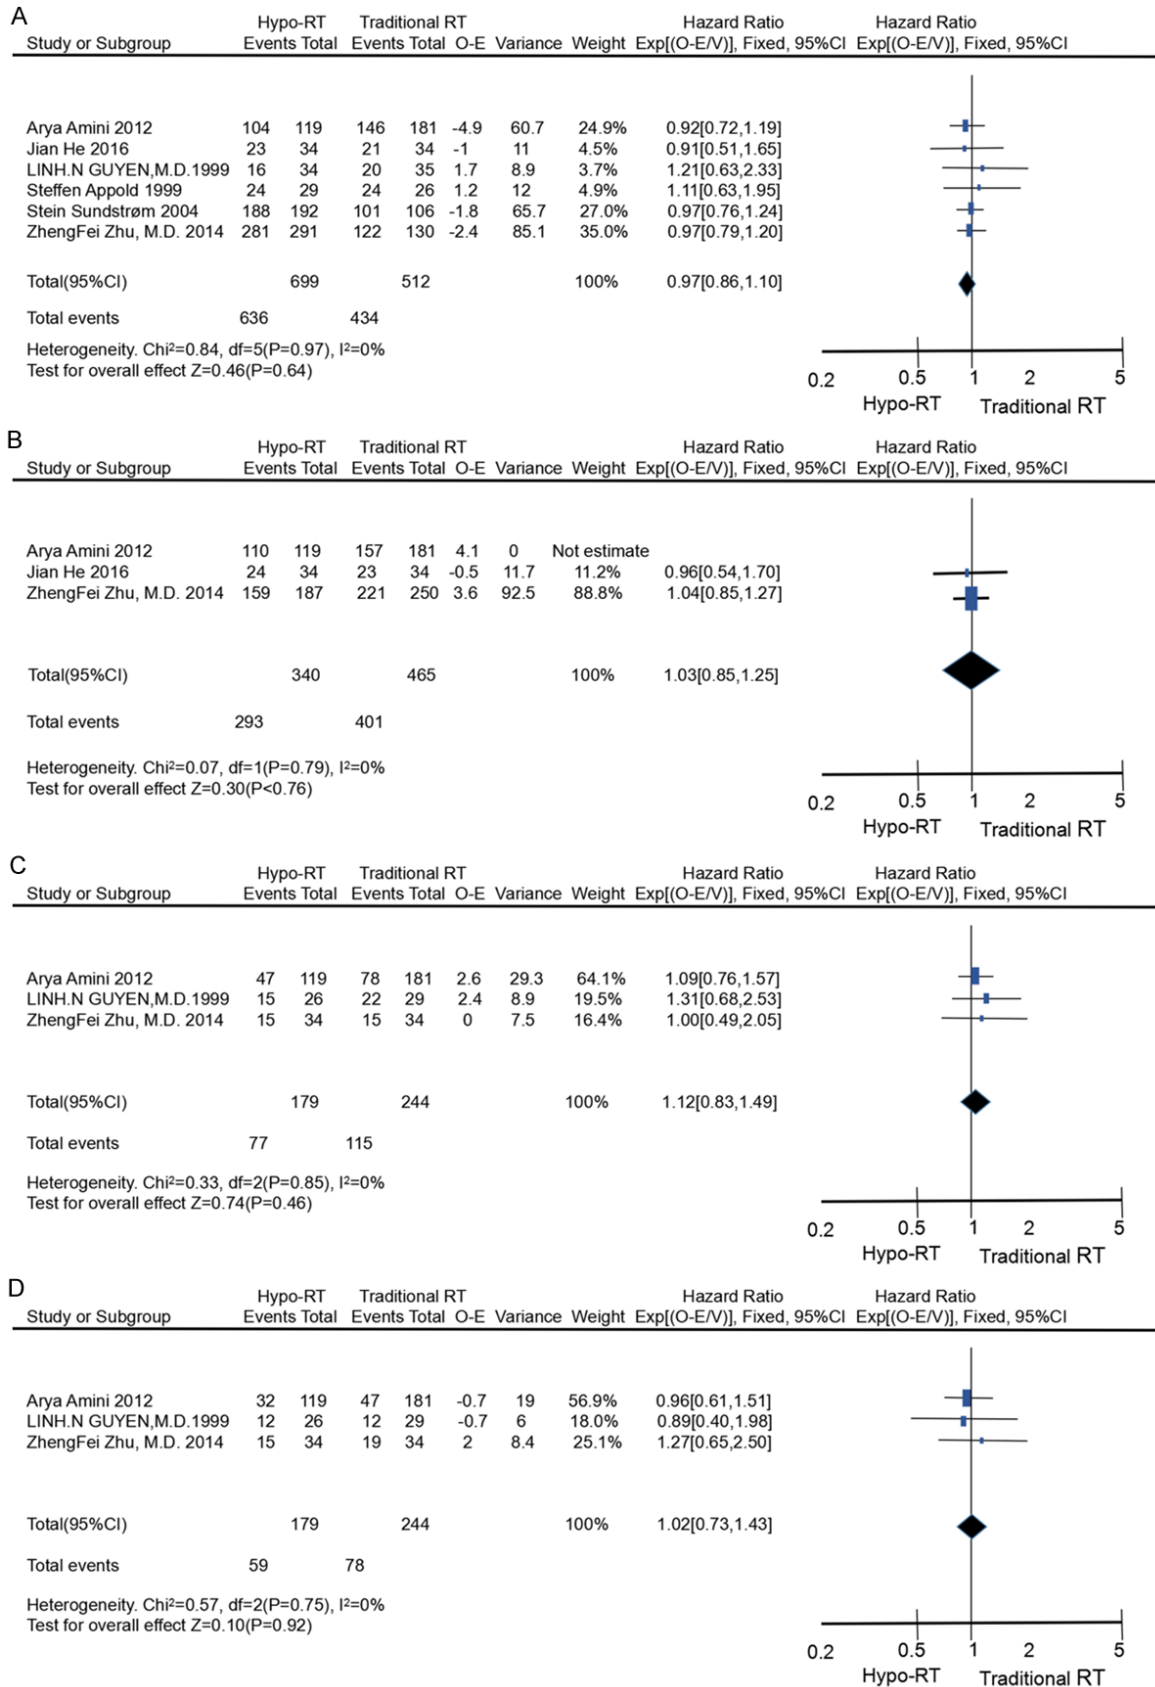 A
Hypo-RT Traditional RT Hazard Ratio Hazard Ratio
Study or Subgroup Events Total Events Total O-E Variance Weight Exp[(O-E/V)], Fixed, 95%CI Exp[(O-E/V)], Fixed, 95%CI
Arya Amini 2012 104 119 146 181 -4.9 60.7 24.9% 0.92[0.72,1.19]
Jian He 2016 23 34 21 34 -1 11 4.5% 0.91[0.51,1.65]
LINH.N GUYEN,M.D.1999 16 34 20 35 1.7 8.9 3.7% 1.21[0.63,2.33]
Steffen Appold 1999 24 29 24 26 1.2 12 4.9% 1.11[0.63,1.95]
Stein Sundstrøm 2004 188 192 101 106 -1.8 65.7 27.0% 0.97[0.76,1.24]
ZhengFei Zhu, M.D. 2014 281 291 122 130 -2.4 85.1 35.0% 0.97[0.79,1.20]
Total(95%CI) 699 512 100% 0.97[0.86,1.10]
Total events 636 434
Heterogeneity. Chi²=0.84, df=5(P=0.97), I²=0%
Test for overall effect Z=0.46(P=0.64)
0.2 0.5 1 2 5
Hypo-RT Traditional RT
B
Hypo-RT Traditional RT Hazard Ratio Hazard Ratio
Study or Subgroup Events Total Events Total O-E Variance Weight Exp[(O-E/V)], Fixed, 95%CI Exp[(O-E/V)], Fixed, 95%CI
Arya Amini 2012 110 119 157 181 4.1 0 Not estimate
Jian He 2016 24 34 23 34 -0.5 11.7 11.2% 0.96[0.54,1.70]
ZhengFei Zhu, M.D. 2014 159 187 221 250 3.6 92.5 88.8% 1.04[0.85,1.27]
Total(95%CI) 340 465 100% 1.03[0.85,1.25]
Total events 293 401
Heterogeneity. Chi²=0.07, df=1(P=0.79), I²=0%
Test for overall effect Z=0.30(P<0.76)
0.2 0.5 1 2 5
Hypo-RT Traditional RT
C
Hypo-RT Traditional RT Hazard Ratio Hazard Ratio
Study or Subgroup Events Total Events Total O-E Variance Weight Exp[(O-E/V)], Fixed, 95%CI Exp[(O-E/V)], Fixed, 95%CI
Arya Amini 2012 47 119 78 181 2.6 29.3 64.1% 1.09[0.76,1.57]
LINH.N GUYEN,M.D.1999 15 26 22 29 2.4 8.9 19.5% 1.31[0.68,2.53]
ZhengFei Zhu, M.D. 2014 15 34 15 34 0 7.5 16.4% 1.00[0.49,2.05]
Total(95%CI) 179 244 100% 1.12[0.83,1.49]
Total events 77 115
Heterogeneity. Chi²=0.33, df=2(P=0.85), I²=0%
Test for overall effect Z=0.74(P=0.46)
0.2 0.5 1 2 5
Hypo-RT Traditional RT
D
Hypo-RT Traditional RT Hazard Ratio Hazard Ratio
Study or Subgroup Events Total Events Total O-E Variance Weight Exp[(O-E/V)], Fixed, 95%CI Exp[(O-E/V)], Fixed, 95%CI
Arya Amini 2012 32 119 47 181 -0.7 19 56.9% 0.96[0.61,1.51]
LINH.N GUYEN,M.D.1999 12 26 12 29 -0.7 6 18.0% 0.89[0.40,1.98]
ZhengFei Zhu, M.D. 2014 15 34 19 34 2 8.4 25.1% 1.27[0.65,2.50]
Total(95%CI) 179 244 100% 1.02[0.73,1.43]
Total events 59 78
Heterogeneity. Chi²=0.57, df=2(P=0.75), I²=0%
Test for overall effect Z=0.10(P=0.92)
0.2 0.5 1 2 5
Hypo-RT Traditional RT